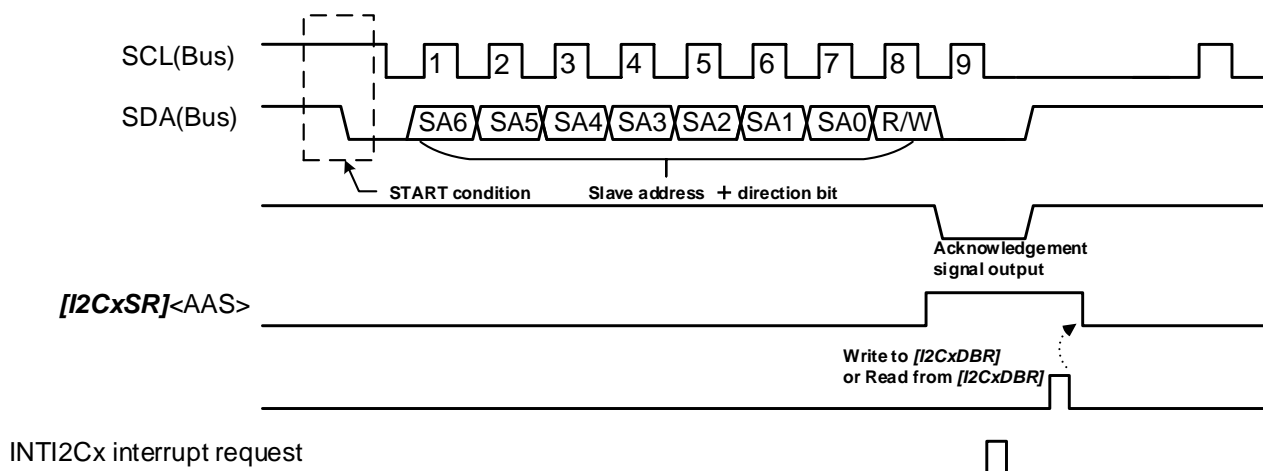 SCL(Bus)
1 2 3 4 5 6 7 8 9
SDA(Bus)
SA6 SA5 SA4 SA3 SA2 SA1 SA0 R/W
START condition
Slave address + direction bit
Acknowledgement
signal output
[I2CxSR]<AAS>
Write to [I2CxDBR]
or Read from [I2CxDBR]
INTI2Cx interrupt request